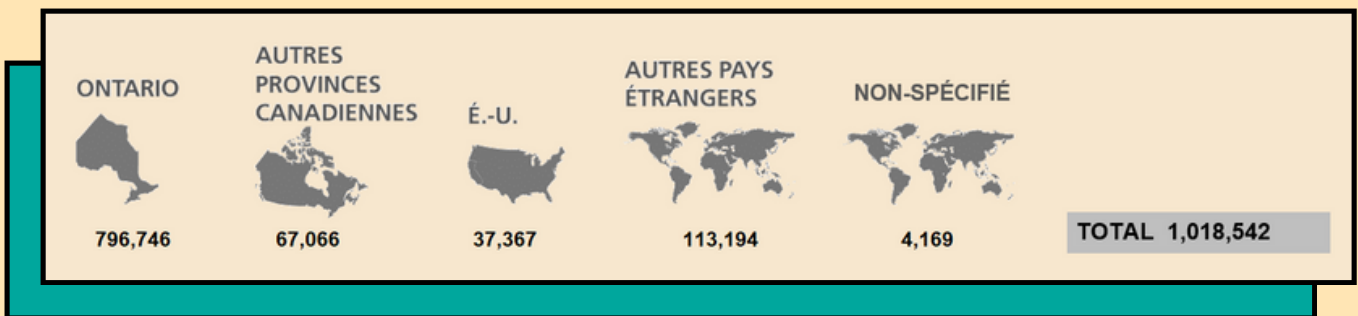 ONTARIO
796,746
AUTRES
PROVINCES
CANADIENNES
67,066
É.-U.
37,367
AUTRES PAYS
ÉTRANGERS
113,194
NON-SPÉCIFIÉ
4,169
TOTAL 1,018,542